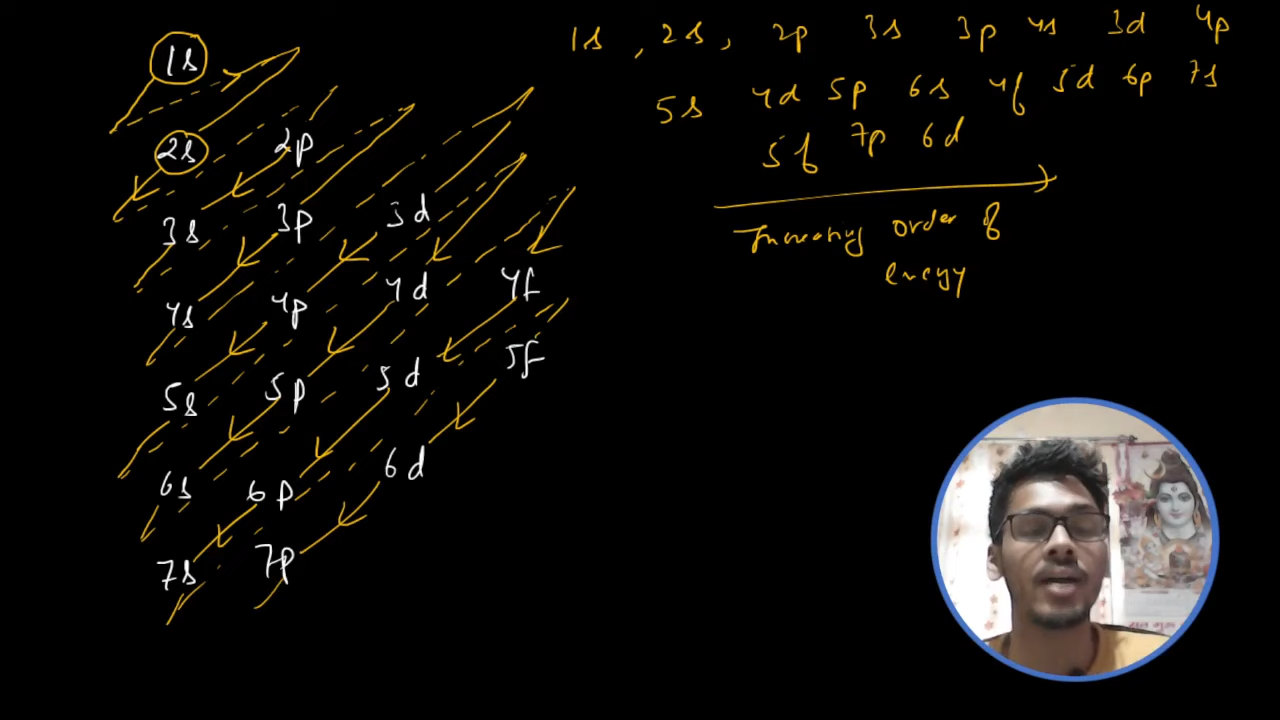 1s , 2s , 2p 3s 3p 4s 3d 4p
5s 4d 5p 6s 4f 5d 6p 7s
5f 7p 6d
Increasing order of
energy
1s
2s 2p
3s 3p 3d
4s 4p 4d 4f
5s 5p 5d 5f
6s 6p 6d
7s 7p